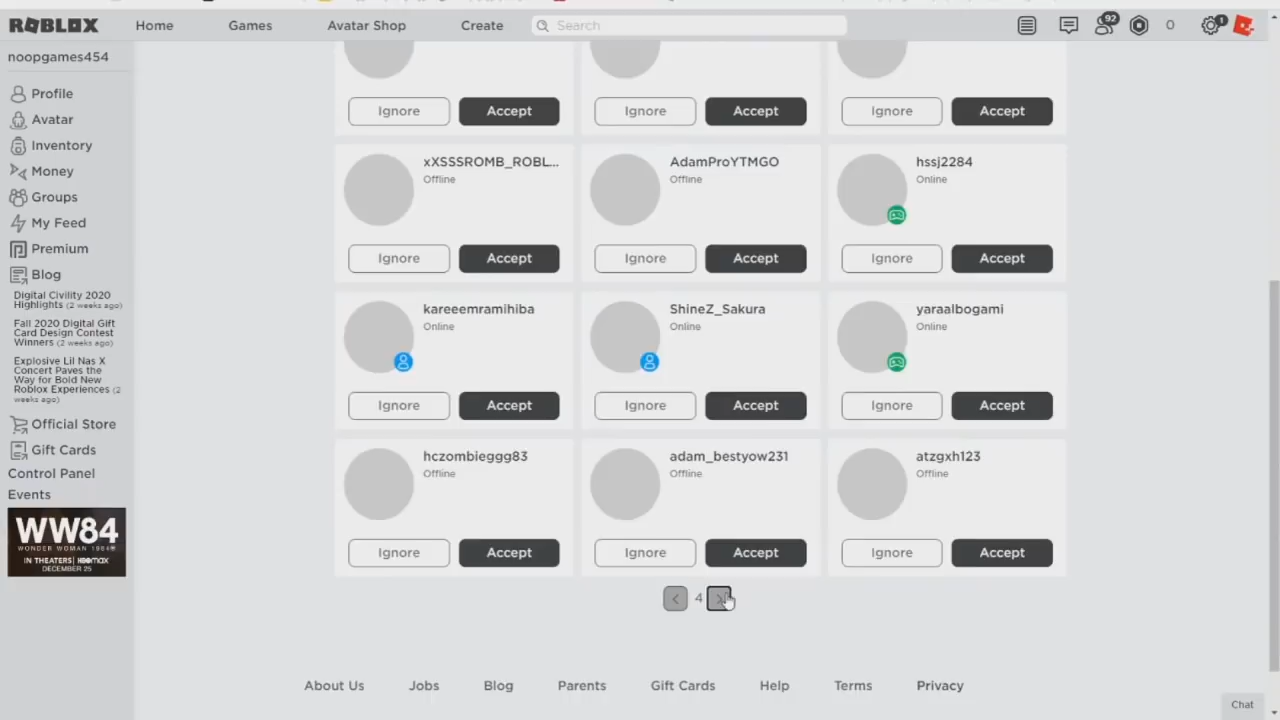 ROBLOX Home Games Avatar Shop Create Search 92 0 1
noopgames454
Profile
Avatar
Inventory
Money
Groups
My Feed
Premium
Blog
Digital Civility 2020
Highlights (2 weeks ago)
Fall 2020 Digital Gift
Card Design Contest
Winners (2 weeks ago)
Explosive Lil Nas X
Concert Paves the
Way for Bold New
Roblox Experiences (2
weeks ago)
Official Store
Gift Cards
Control Panel
Events
WW84
WONDER WOMAN 1984
IN THEATERS | HBOMAX
DECEMBER 25
Ignore Accept Ignore Accept Ignore Accept
xXSSSROMB_ROBL... AdamProYTMGO hssj2284
Offline Offline Online
Ignore Accept Ignore Accept Ignore Accept
kareeemramihiba ShineZ_Sakura yaraalbogami
Online Online Online
Ignore Accept Ignore Accept Ignore Accept
hczombieggg83 adam_bestyow231 atzgxh123
Offline Offline Offline
Ignore Accept Ignore Accept Ignore Accept
< 4 >
About Us Jobs Blog Parents Gift Cards Help Terms Privacy
Chat